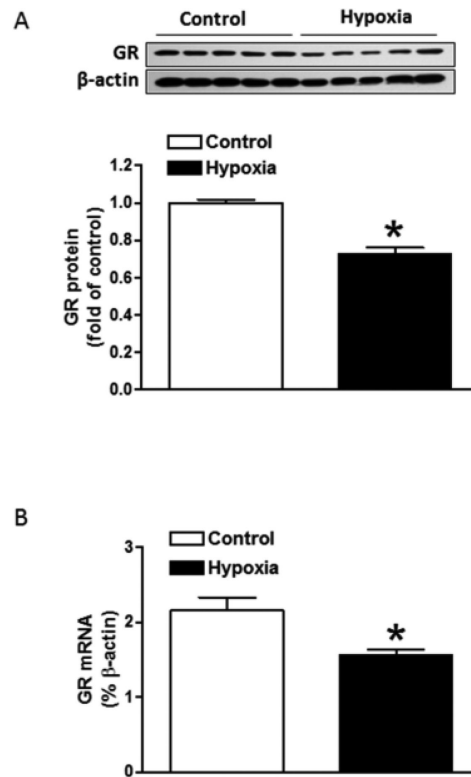 A
Control Hypoxia
GR
β-actin
Control
Hypoxia
1.2
1.0
0.8
0.6
0.4
0.2
0.0
GR protein
(fold of control)
*
B
Control
Hypoxia
3
2
1
0
GR mRNA
(% β-actin)
*